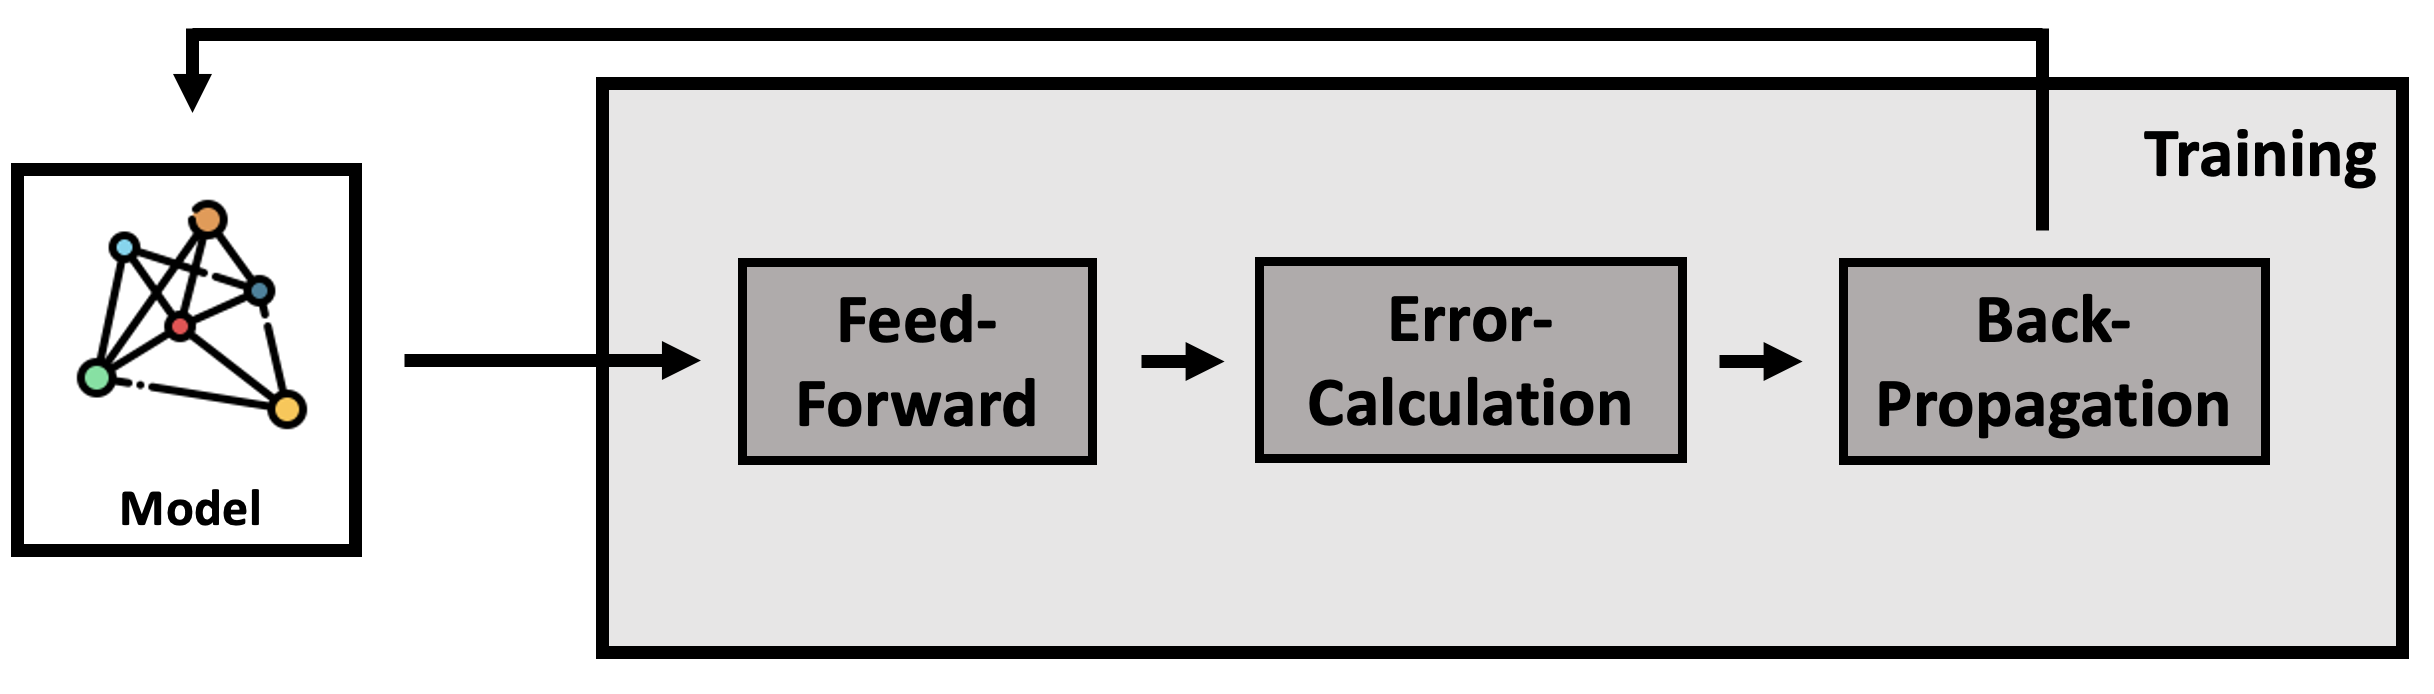 Training
Feed-
Forward
Error-
Calculation
Back-
Propagation
Model